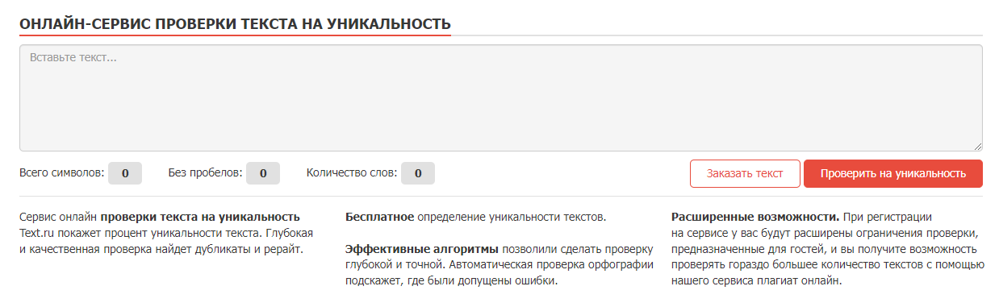 ОНЛАЙН-СЕРВИС ПРОВЕРКИ ТЕКСТА НА УНИКАЛЬНОСТЬ
Вставьте текст...
Всего символов: 0 Без пробелов: 0 Количество слов: 0 Заказать текст Проверить на уникальность
Сервис онлайн проверки текста на уникальность
Text.ru покажет процент уникальности текста. Глубокая
и качественная проверка найдет дубликаты и рерайт.
Бесплатное определение уникальности текстов.
Эффективные алгоритмы позволили сделать проверку
глубокой и точной. Автоматическая проверка орфографии
подскажет, где были допущены ошибки.
Расширенные возможности. При регистрации
на сервисе у вас будут расширены ограничения проверки,
предназначенные для гостей, и вы получите возможность
проверять гораздо большее количество текстов с помощью
нашего сервиса плагиат онлайн.